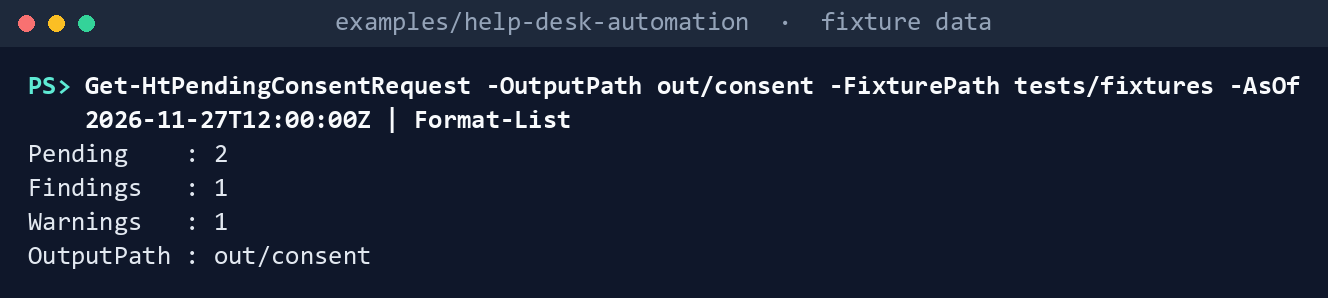 examples/help-desk-automation · fixture data
PS> Get-HtPendingConsentRequest -OutputPath out/consent -FixturePath tests/fixtures -AsOf
2026-11-27T12:00:00Z | Format-List
Pending    : 2
Findings   : 1
Warnings   : 1
OutputPath : out/consent